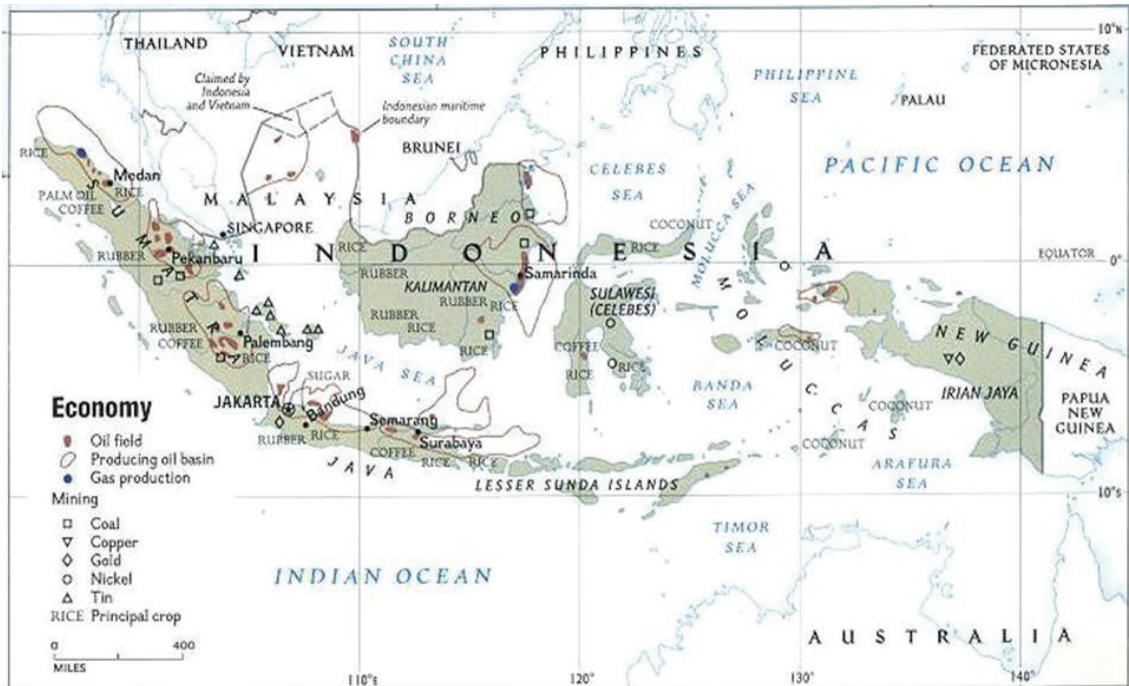 10°N
THAILAND
VIETNAM
SOUTH
CHINA
SEA
PHILIPPINES
FEDERATED STATES
OF MICRONESIA
PHILIPPINE
SEA
PALAU
Claimed by
Indonesia
and Vietnam
Indonesian maritime
boundary
BRUNEI
CELEBES
SEA
PACIFIC OCEAN
RICE
Medan
RICE
PALM OIL
COFFEE
MALAYSIA
BORNEO
MOLUCCA SEA
COCONUT
SUMATRA
SINGAPORE
INDONESIA
RICE
RICE
EQUATOR
0°
RUBBER
Pekanbaru
RUBBER
KALIMANTAN
Samarinda
RUBBER
RICE
SULAWESI
(CELEBES)
MOLUCCAS
RUBBER
COFFEE
Palembang
RICE
RUBBER
RICE
RICE
JAVA SEA
COFFEE
RICE
RICE
COCONUT
NEW GUINEA
IRIAN JAYA
PAPUA
NEW
GUINEA
SUGAR
JAKARTA
Bandung
Semarang
Surabaya
RUBBER
RICE
COFFEE
RICE
RICE
JAVA
BANDA
SEA
COCONUT
COCONUT
ARAFURA
SEA
LESSER SUNDA ISLANDS
10°S
TIMOR
SEA
INDIAN OCEAN
AUSTRALIA
Economy
Oil field
Producing oil basin
Gas production
Mining
Coal
Copper
Gold
Nickel
Tin
RICE Principal crop
0 400
MILES
110°E
120°
130°
140°